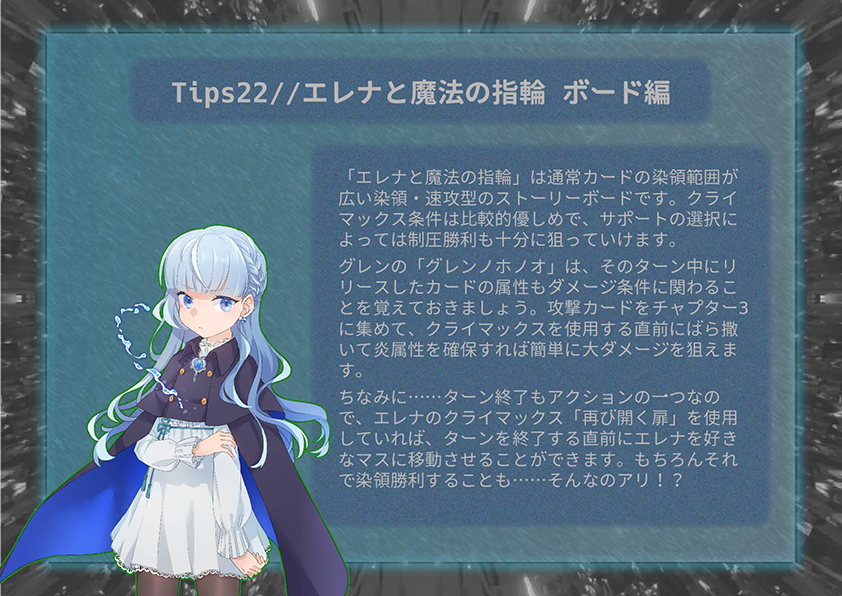 Tips22//エレナと魔法の指輪 ボード編
「エレナと魔法の指輪」は通常カードの染領範囲が
広い染領・速攻型のストーリーボードです。クライ
マックス条件は比較的優しめで、サポートの選択に
よっては制圧勝利も十分に狙っていけます。
グレンの「グレンノホノオ」は、そのターン中にリ
リースしたカードの属性もダメージ条件に関わるこ
とを覚えておきましょう。攻撃カードをチャプター3
に集めて、クライマックスを使用する直前にばら撒
いて炎属性を確保すれば簡単に大ダメージを狙えま
す。
ちなみに……ターン終了もアクションの一つなの
で、エレナのクライマックス「再び開く扉」を使用
していれば、ターンを終了する直前にエレナを好き
なマスに移動させることができます。もちろんそれ
で染領勝利することも……そんなのアリ！？